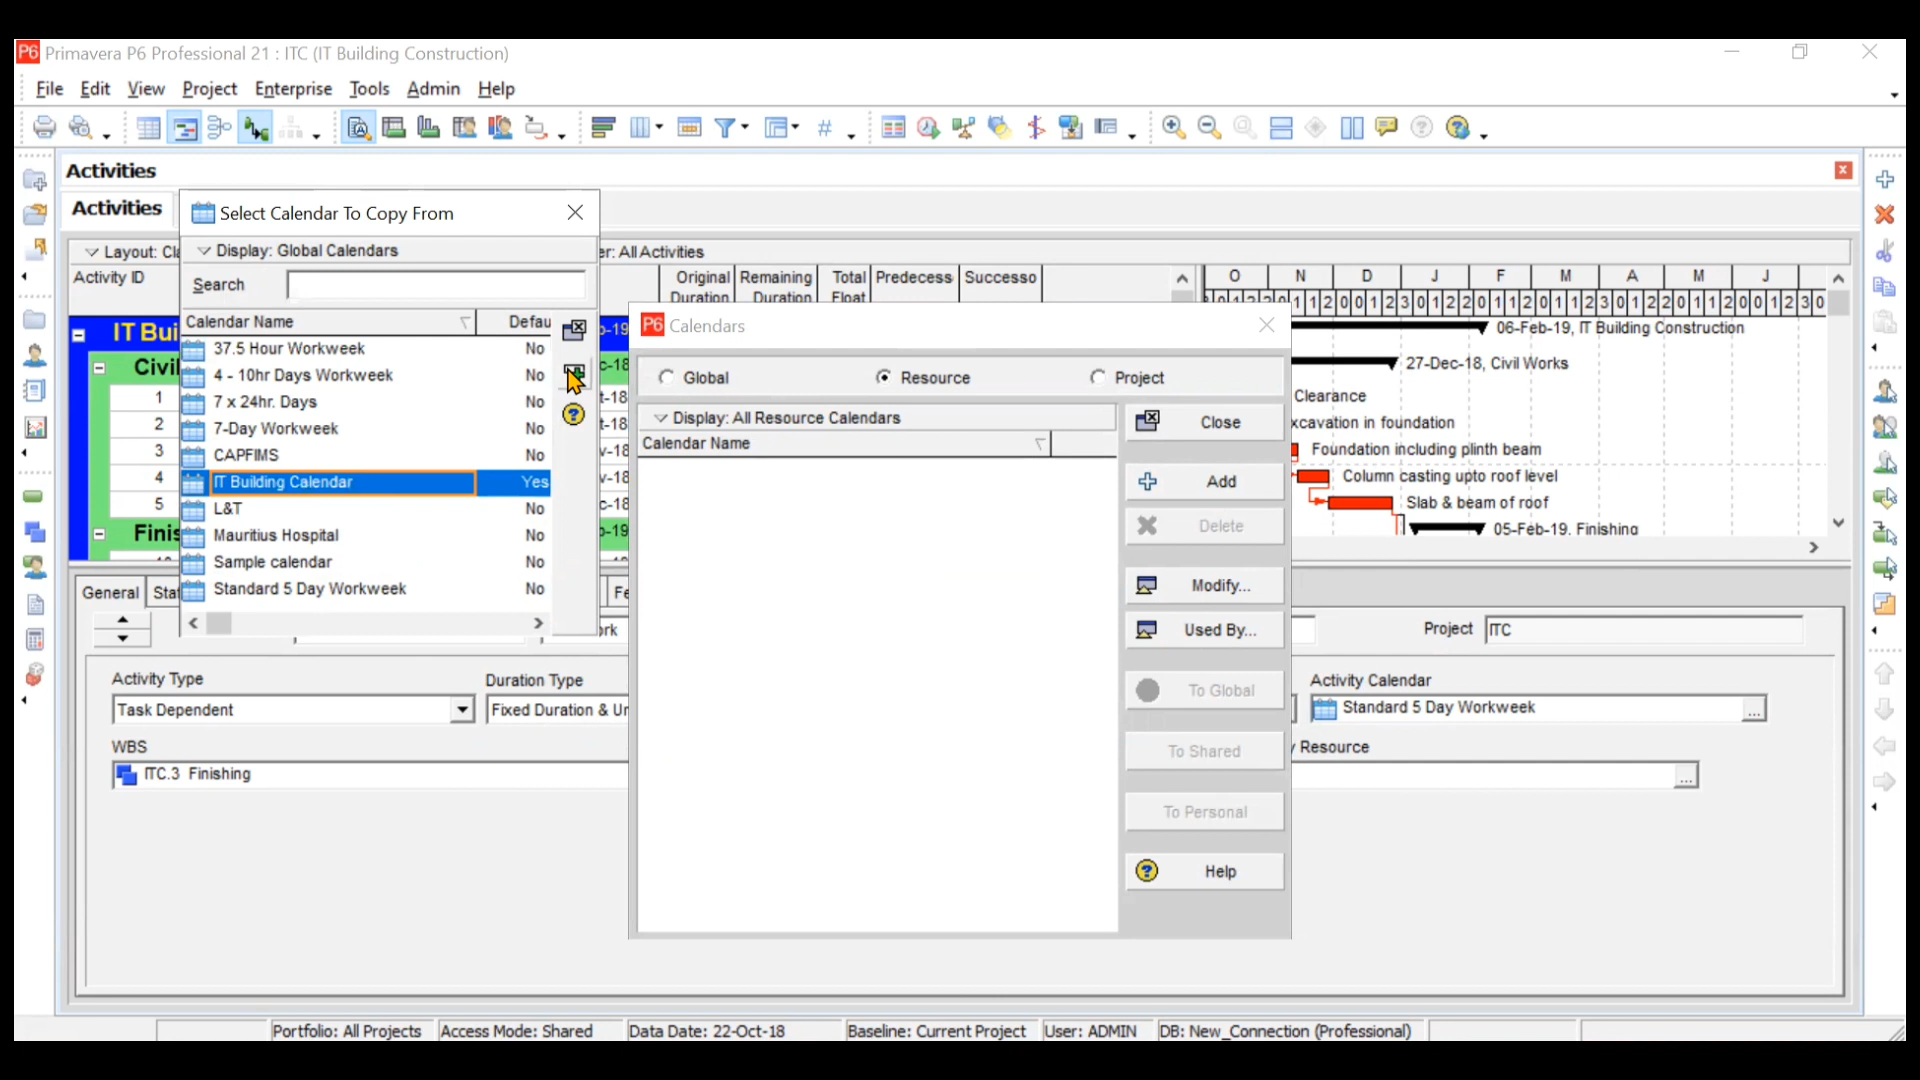 P6 Primavera P6 Professional 21 : ITC (IT Building Construction)
File Edit View Project Enterprise Tools Admin Help
Activities
Activities
Layout: Cla
er: All Activities
Activity ID
Original Duration
Remaining Duration
Total Float
Predecess
Successo
O N D J F M A M J
IT Bui
Civil
1
2
3
4
5
Finis
Select Calendar To Copy From
Display: Global Calendars
Search
Calendar Name Defau
37.5 Hour Workweek No
4 - 10hr Days Workweek No
7 x 24hr. Days No
7-Day Workweek No
CAPFIMS No
IT Building Calendar Yes
L&T No
Mauritius Hospital No
Sample calendar No
Standard 5 Day Workweek No
P6 Calendars
Global Resource Project
Display: All Resource Calendars
Calendar Name
Close
Add
Delete
Modify...
Used By...
To Global
To Shared
To Personal
Help
06-Feb-19, IT Building Construction
27-Dec-18, Civil Works
Clearance
xcavation in foundation
Foundation including plinth beam
Column casting upto roof level
Slab & beam of roof
05-Feb-19, Finishing
General Stat
Fe
ork
Project ITC
Activity Type
Task Dependent
Duration Type
Fixed Duration & Un
Activity Calendar
Standard 5 Day Workweek
WBS
ITC.3 Finishing
y Resource
Portfolio: All Projects
Access Mode: Shared
Data Date: 22-Oct-18
Baseline: Current Project
User: ADMIN
DB: New_Connection (Professional)